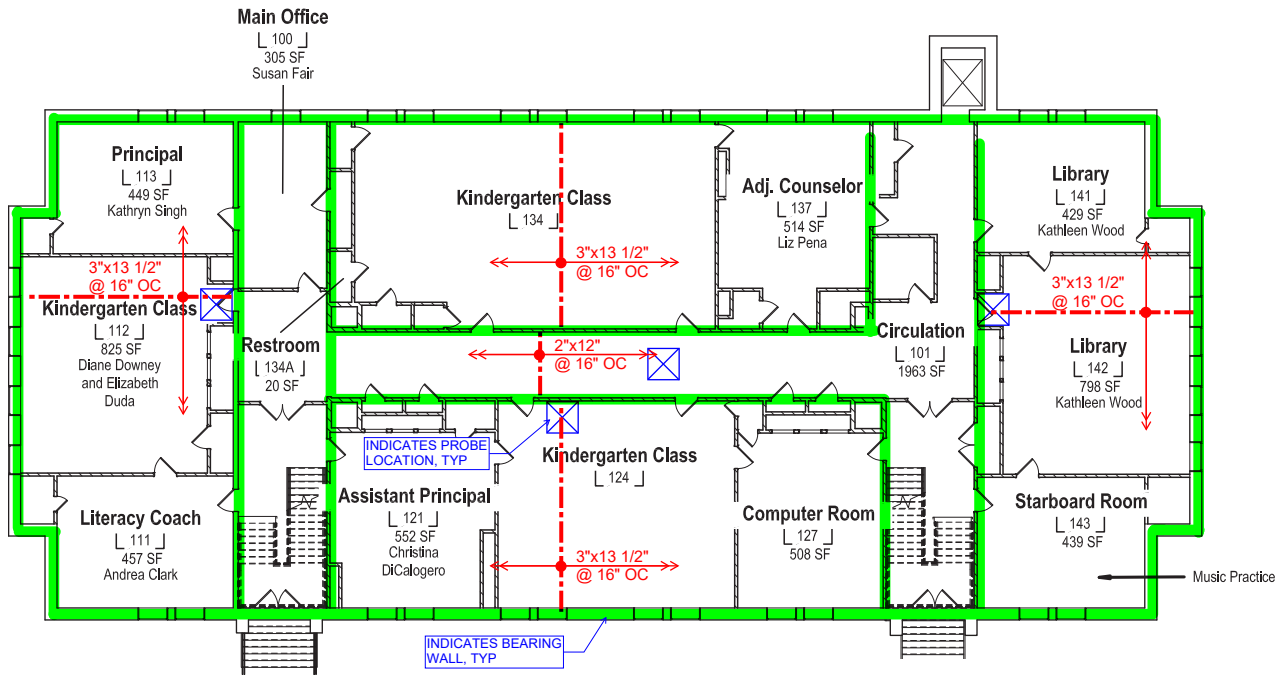 Main Office
100
305 SF
Susan Fair
Principal
113
449 SF
Kathryn Singh
Kindergarten Class
134
Adj. Counselor
137
514 SF
Liz Pena
Library
141
429 SF
Kathleen Wood
3"x13 1/2"
@ 16" OC
3"x13 1/2"
@ 16" OC
3"x13 1/2"
@ 16" OC
Kindergarten Class
112
825 SF
Diane Downey
and Elizabeth
Duda
Restroom
134A
20 SF
2"x12"
@ 16" OC
Circulation
101
1963 SF
Library
142
798 SF
Kathleen Wood
INDICATES PROBE
LOCATION, TYP
Kindergarten Class
124
Literacy Coach
111
457 SF
Andrea Clark
Assistant Principal
121
552 SF
Christina
DiCalogero
3"x13 1/2"
@ 16" OC
Computer Room
127
508 SF
Starboard Room
143
439 SF
Music Practice
INDICATES BEARING
WALL, TYP